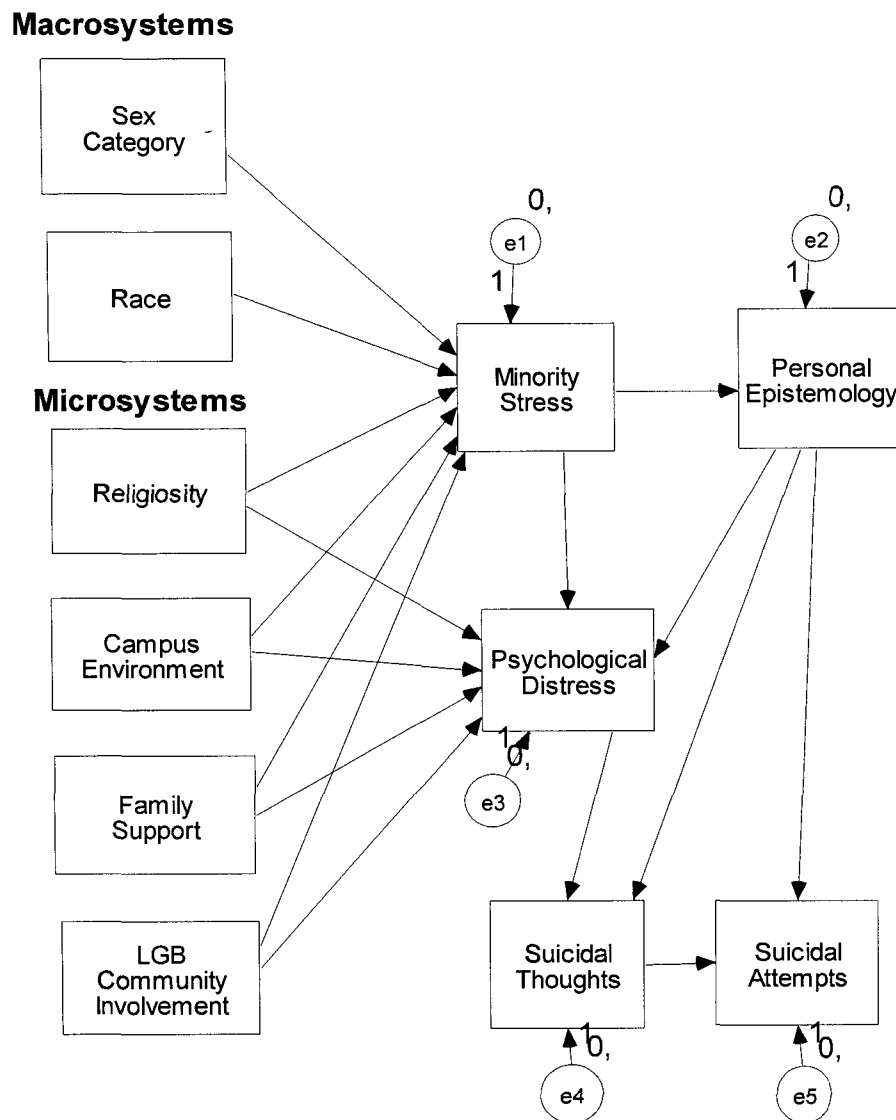 Macrosystems
Sex
Category
0,
0,
e1
e2
1
1
Race
Minority
Stress
Personal
Epistemology
Microsystems
Religiosity
Campus
Environment
Psychological
Distress
1
0,
e3
Family
Support
LGB
Community
Involvement
Suicidal
Thoughts
Suicidal
Attempts
1
0,
1
0,
e4
e5